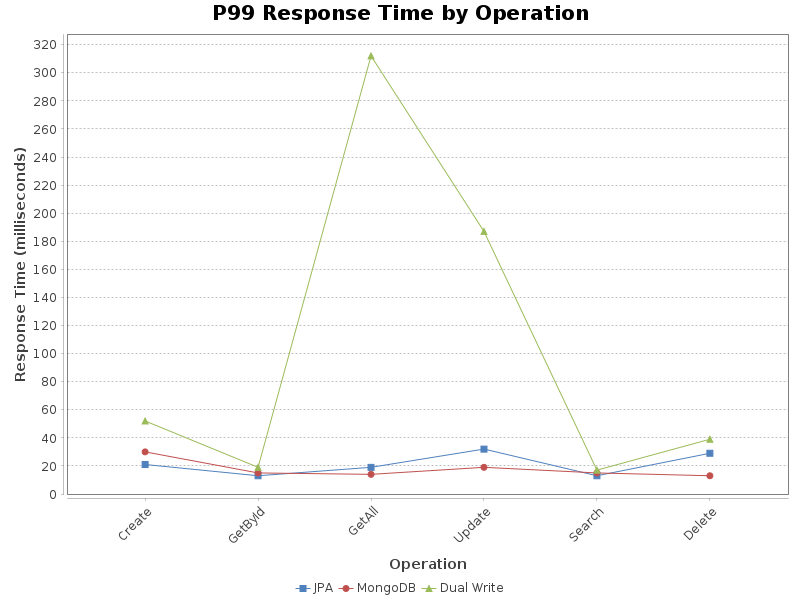 P99 Response Time by Operation
Response Time (milliseconds)
320
300
280
260
240
220
200
180
160
140
120
100
80
60
40
20
0
Create
GetById
GetAll
Update
Search
Delete
Operation
JPA MongoDB Dual Write